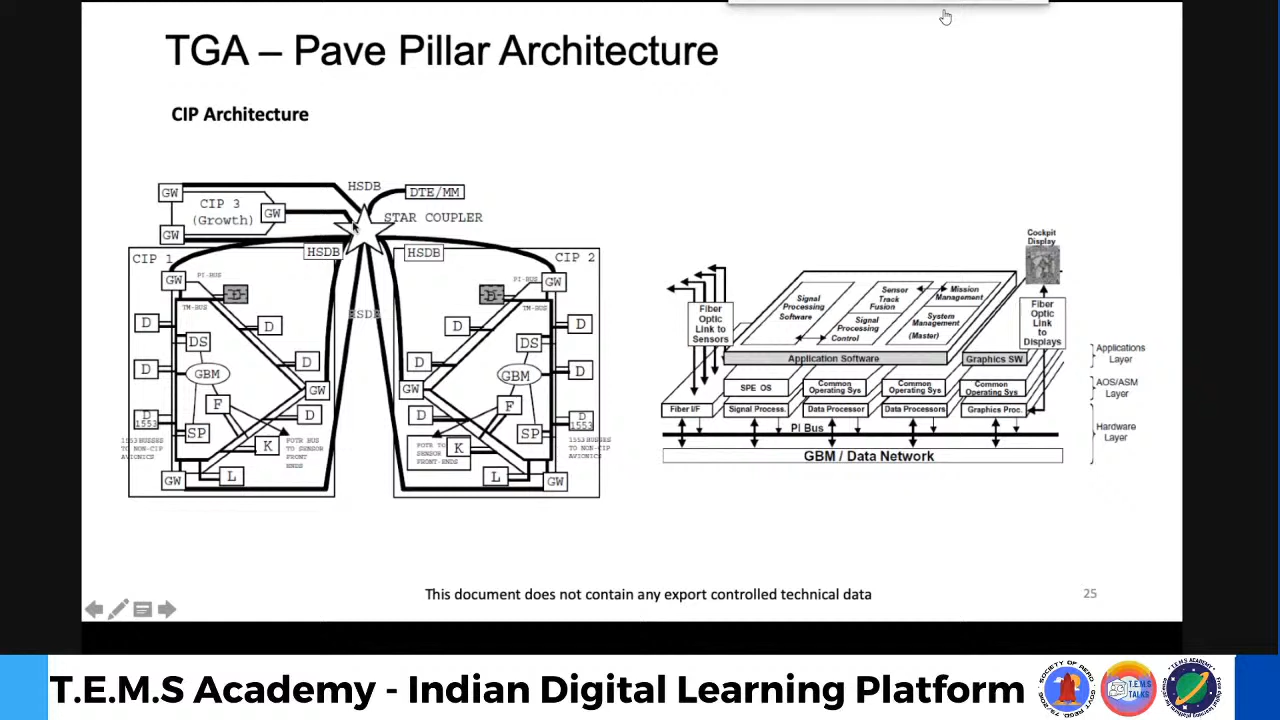 TGA – Pave Pillar Architecture
CIP Architecture
HSDB
DTE/MM
GW
CIP 3
(Growth)
GW
STAR COUPLER
GW
HSDB
HSDB
CIP 1
CIP 2
GW
PI-BUS
PI-BUS
GW
D
D
TM-BUS
TM-BUS
HSDB
D
D
D
D
DS
DS
D
D
D
D
GBM
GBM
GW
GW
F
F
D
D
D
1553
D
1553
SP
SP
K
K
1553 BUSSES
TO NON-CIP
AVIONICS
POTR BUS
TO SENSOR
FRONT
ENDS
POTR TO
SENSOR
FRONT-ENDS
1553 BUSSES
TO NON-CIP
AVIONICS
GW
L
L
GW
Cockpit
Display
Fiber
Optic
Link to
Sensors
Signal
Processing
Software
Sensor
Track
Fusion
Mission
Management
Signal
Processing
Control
System
Management
(Master)
Fiber
Optic
Link
to
Displays
Application Software
Graphics SW
Applications
Layer
SPE OS
Common
Operating Sys
Common
Operating Sys
Common
Operating Sys
AOS/ASM
Layer
Fiber I/F
Signal Process.
Data Processor
Data Processors
Graphics Proc.
Pi Bus
Hardware
Layer
GBM / Data Network
This document does not contain any export controlled technical data
25
T.E.M.S Academy - Indian Digital Learning Platform
T.E.M.S
TALKS
T.E.M.S ACADEMY